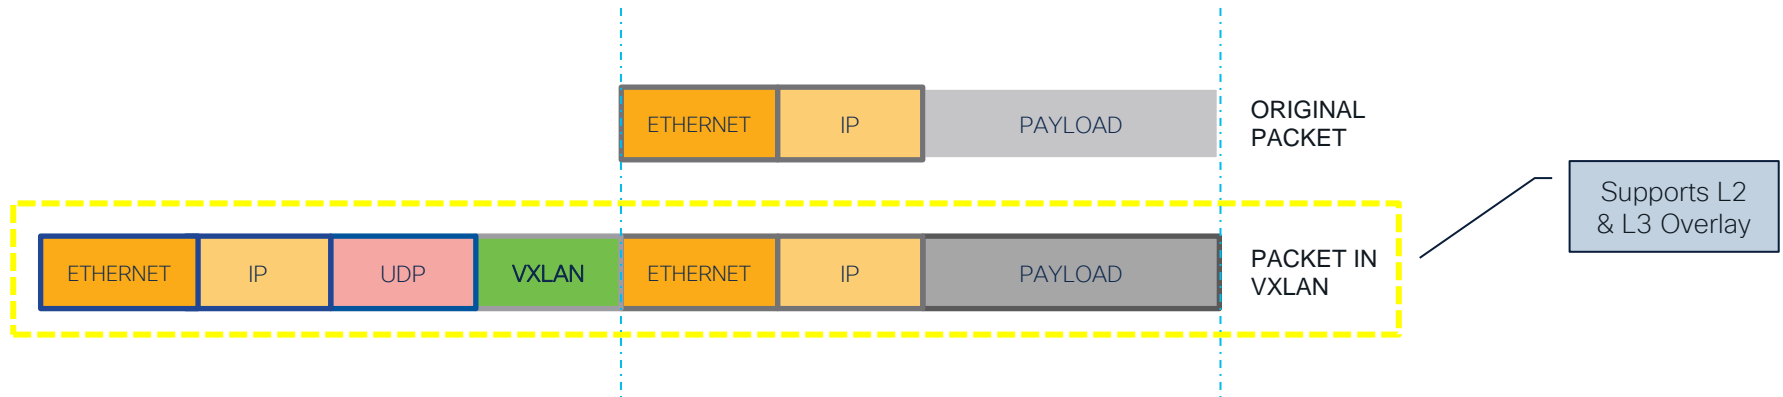 ETHERNET IP PAYLOAD
ORIGINAL
PACKET
Supports L2
& L3 Overlay
ETHERNET IP UDP VXLAN ETHERNET IP PAYLOAD
PACKET IN
VXLAN